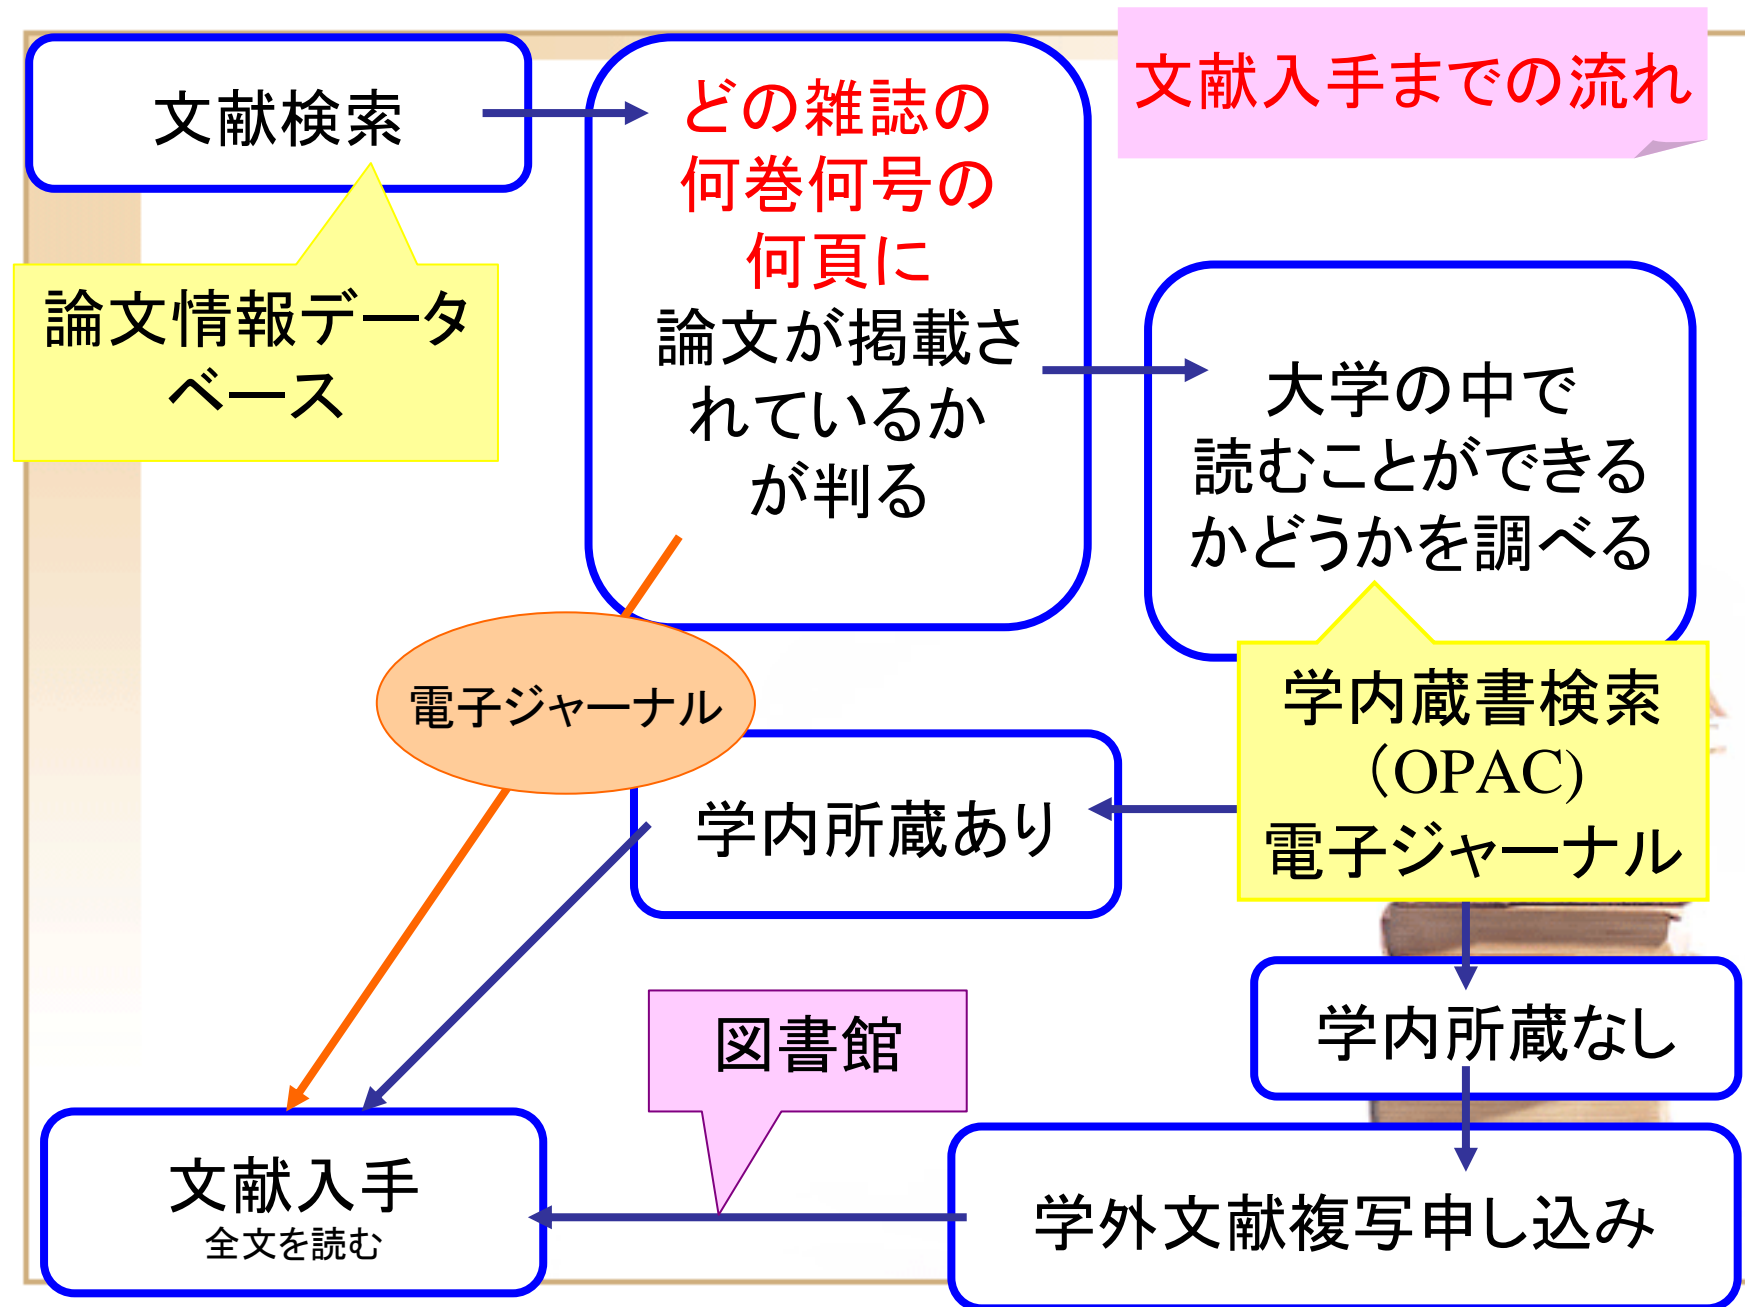 文献入手までの流れ
文献検索
論文情報データ
ベース
どの雑誌の
何巻何号の
何頁に
論文が掲載さ
れているか
が判る
大学の中で
読むことができる
かどうかを調べる
学内蔵書検索
（OPAC)
電子ジャーナル
電子ジャーナル
学内所蔵あり
学内所蔵なし
図書館
学外文献複写申し込み
文献入手
全文を読む